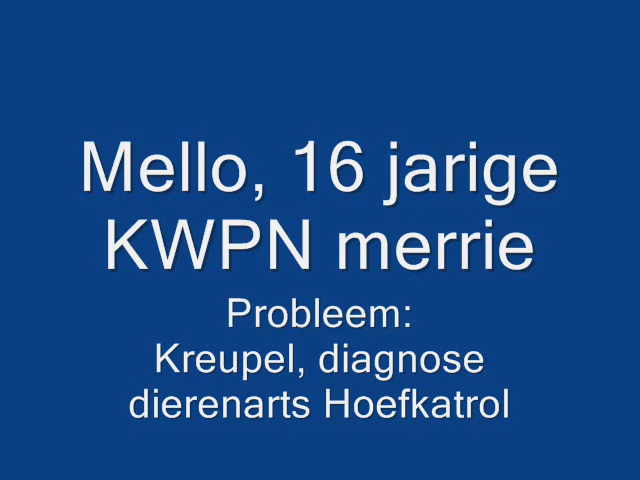 Mello, 16 jarige
KWPN merrie
Probleem:
Kreupel, diagnose
dierenarts Hoefkatrol